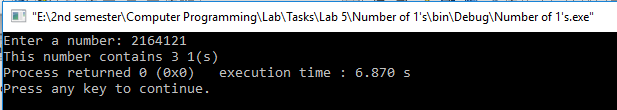 "E:\2nd semester\Computer Programming\Lab\Tasks\Lab 5\Number of 1's\bin\Debug\Number of 1's.exe"
Enter a number: 2164121
This number contains 3 1(s)
Process returned 0 (0x0)   execution time : 6.870 s
Press any key to continue.